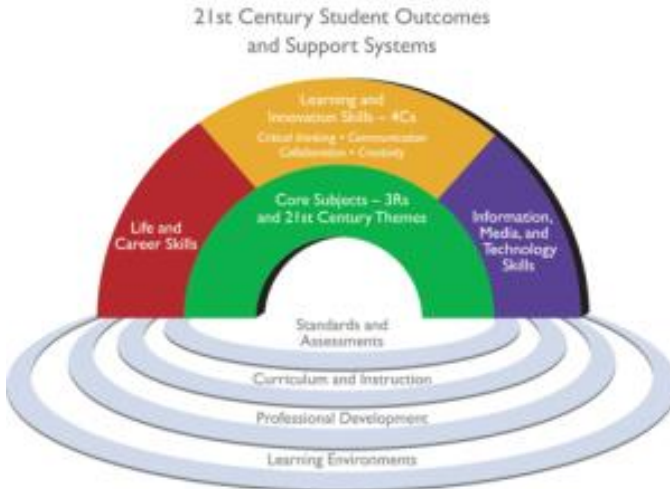 21st Century Student Outcomes
and Support Systems
Learning and
Innovation Skills – 4Cs
Critical thinking • Communication
Collaboration • Creativity
Core Subjects – 3Rs
and 21st Century Themes
Life and
Career Skills
Information,
Media, and
Technology
Skills
Standards and
Assessments
Curriculum and Instruction
Professional Development
Learning Environments